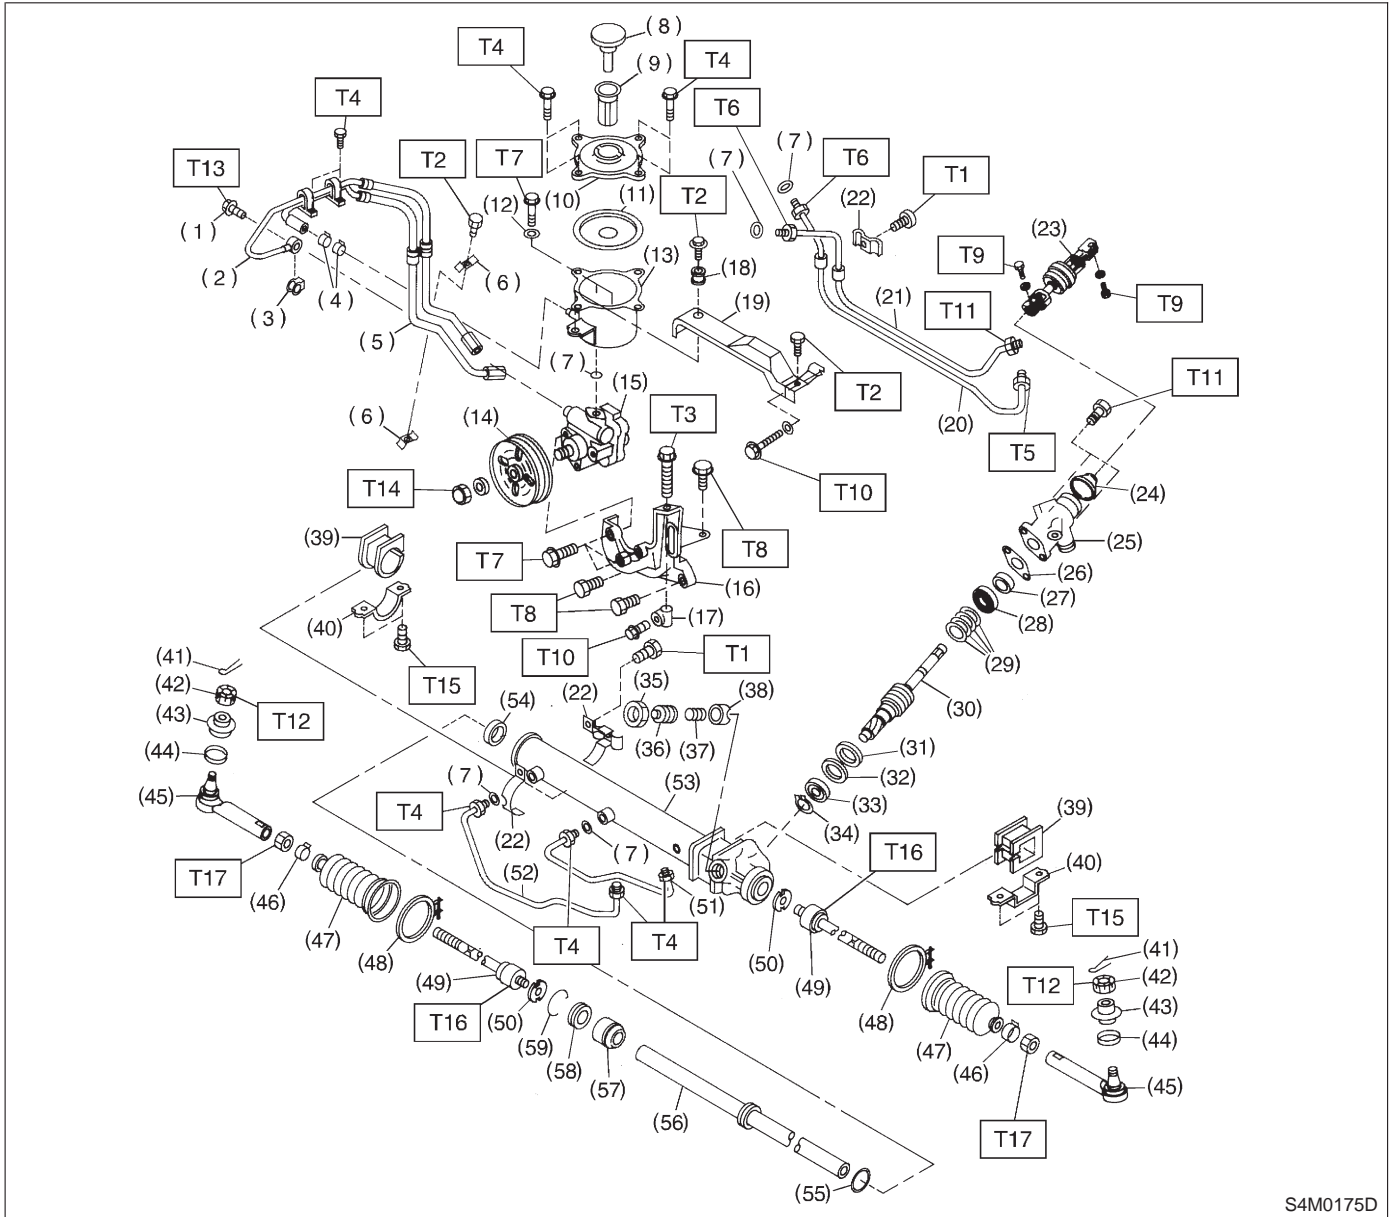 ( 8 )
T4
( 9 )
T4
T4
T6
( 7 )
T13
T2
T7
( 7 )
T6
T1
(10)
(11)
T2
(22)
( 1 )
(12)
(23)
( 2 )
( 6 )
(13)
(18)
T9
( 3 )
( 4 )
(19)
T9
(21)
T11
( 5 )
( 7 )
(15)
T2
T11
( 6 )
(14)
T3
(20)
T5
T14
T10
(24)
(39)
T7
T8
(25)
(26)
(16)
(27)
T8
(28)
(40)
(17)
(29)
T10
T1
(41)
T15
(42)
T12
(22)
(35)
(38)
(30)
(43)
(54)
(36)
(37)
(44)
(31)
(32)
(45)
( 7 )
(53)
(33)
T4
(34)
(39)
(22)
( 7 )
T16
(40)
T17
(52)
(46)
(51)
T15
(47)
T4
T4
(50)
(41)
(48)
(49)
(49)
T12
(42)
(43)
T16
(50)
(48)
(59)
(47)
(44)
(58)
(46)
(57)
(45)
(56)
T17
(55)
S4M0175D